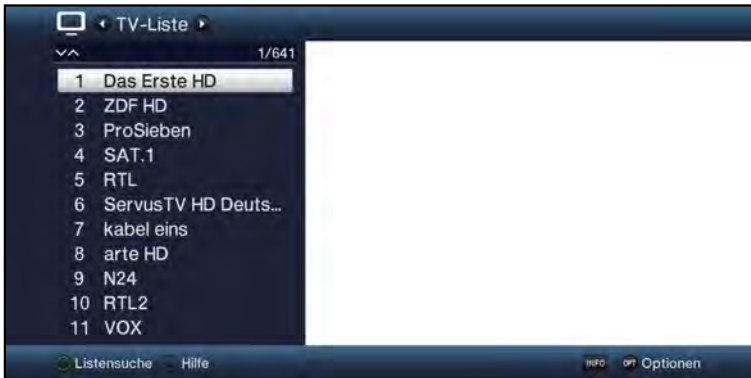 TV-Liste
1/641
1 Das Erste HD
2 ZDF HD
3 ProSieben
4 SAT.1
5 RTL
6 ServusTV HD Deuts...
7 kabel eins
8 arte HD
9 N24
10 RTL2
11 VOX
Listensuche Hilfe INFO OPT Optionen